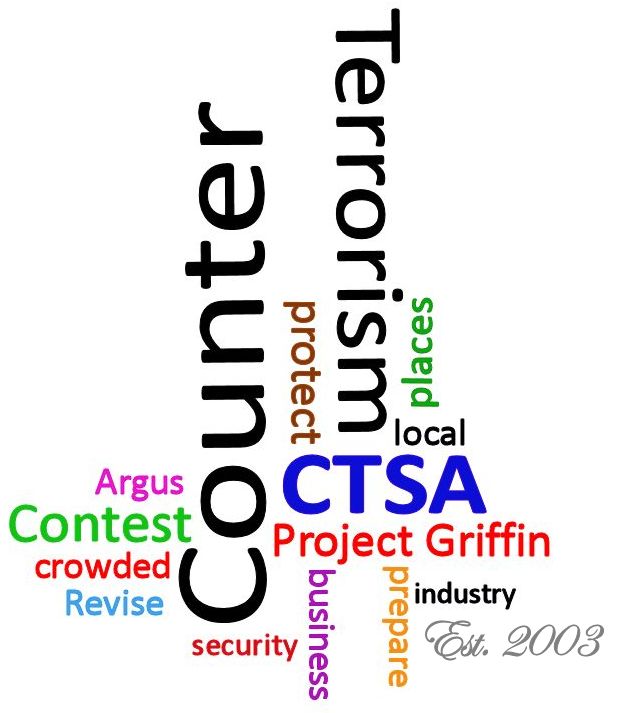 Counter
Terrorism
protect
places
local
Argus
CTSA
Contest
Project Griffin
crowded
Revise
security
business
prepare
industry
Est. 2003